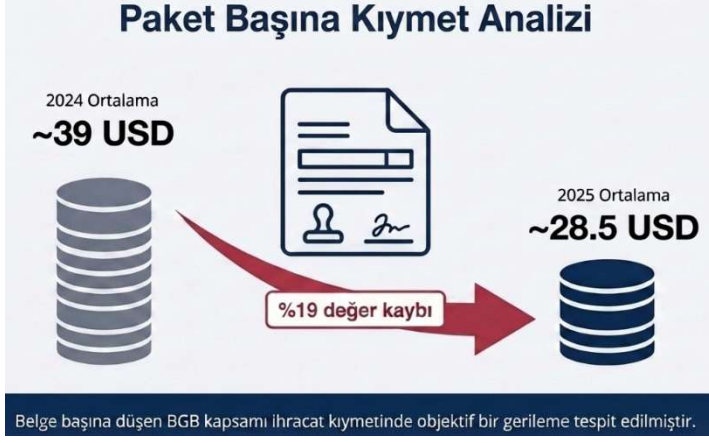 Paket Başına Kıymet Analizi
2024 Ortalama
~39 USD
2025 Ortalama
~28.5 USD
%19 değer kaybı
Belge başına düşen BGB kapsamı ihracat kıymetinde objektif bir gerileme tespit edilmiştir.